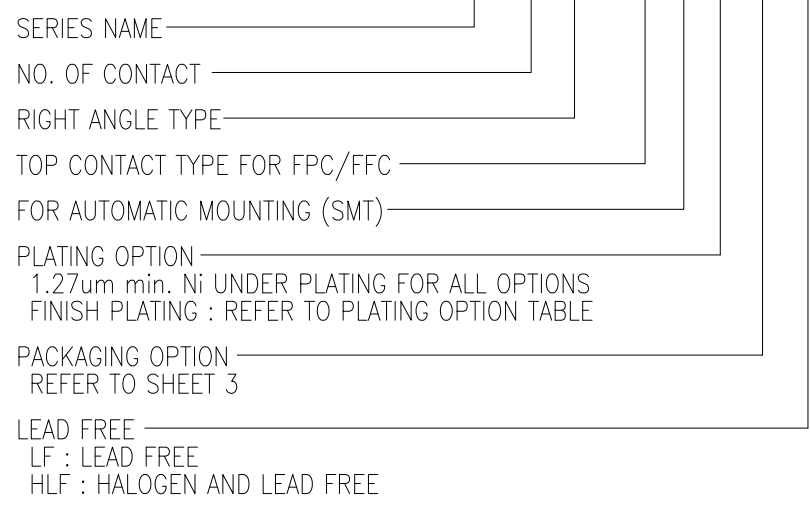 SERIES NAME
NO. OF CONTACT
RIGHT ANGLE TYPE
TOP CONTACT TYPE FOR FPC/FFC
FOR AUTOMATIC MOUNTING (SMT)
PLATING OPTION
1.27um min. Ni UNDER PLATING FOR ALL OPTIONS
FINISH PLATING : REFER TO PLATING OPTION TABLE
PACKAGING OPTION
REFER TO SHEET 3
LEAD FREE
LF : LEAD FREE
HLF : HALOGEN AND LEAD FREE